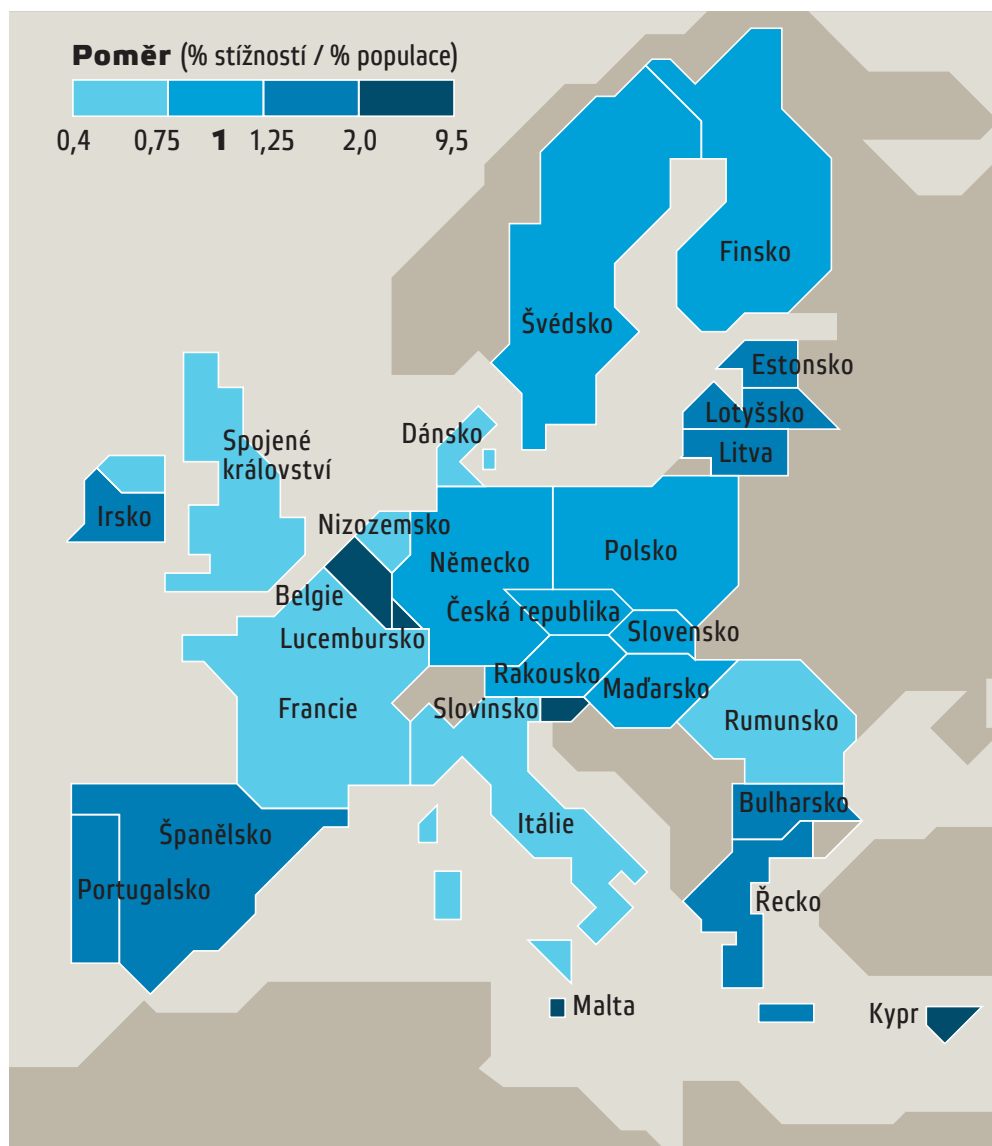 Poměr (% stížností / % populace)
0,4 0,75 1 1,25 2,0 9,5
Finsko
Švédsko
Estonsko
Lotyšsko
Litva
Dánsko
Spojené
království
Irsko
Nizozemsko
Německo
Polsko
Belgie
Česká republika
Lucembursko
Slovensko
Rakousko
Maďarsko
Francie
Slovinsko
Rumunsko
Bulharsko
Itálie
Španělsko
Portugalsko
Řecko
Malta
Kypr